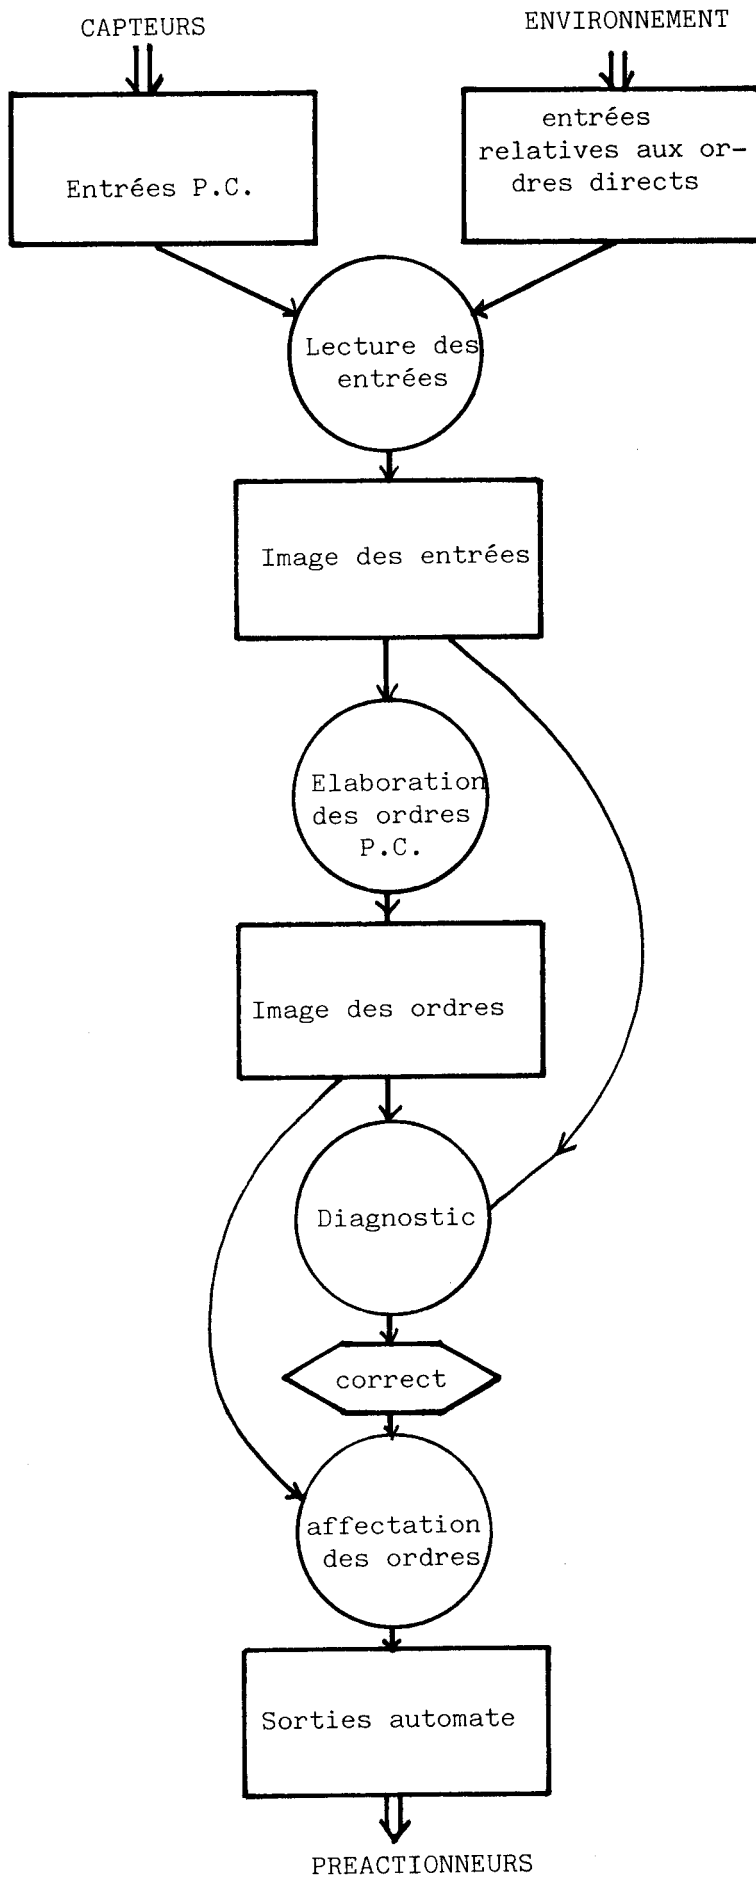 CAPTEURS
ENVIRONNEMENT
Entrées P.C.
entrées
relatives aux or-
dres directs
Lecture des
entrées
Image des entrées
Elaboration
des ordres
P.C.
Image des ordres
Diagnostic
correct
affectation
des ordres
Sorties automate
PREACTIONNEURS